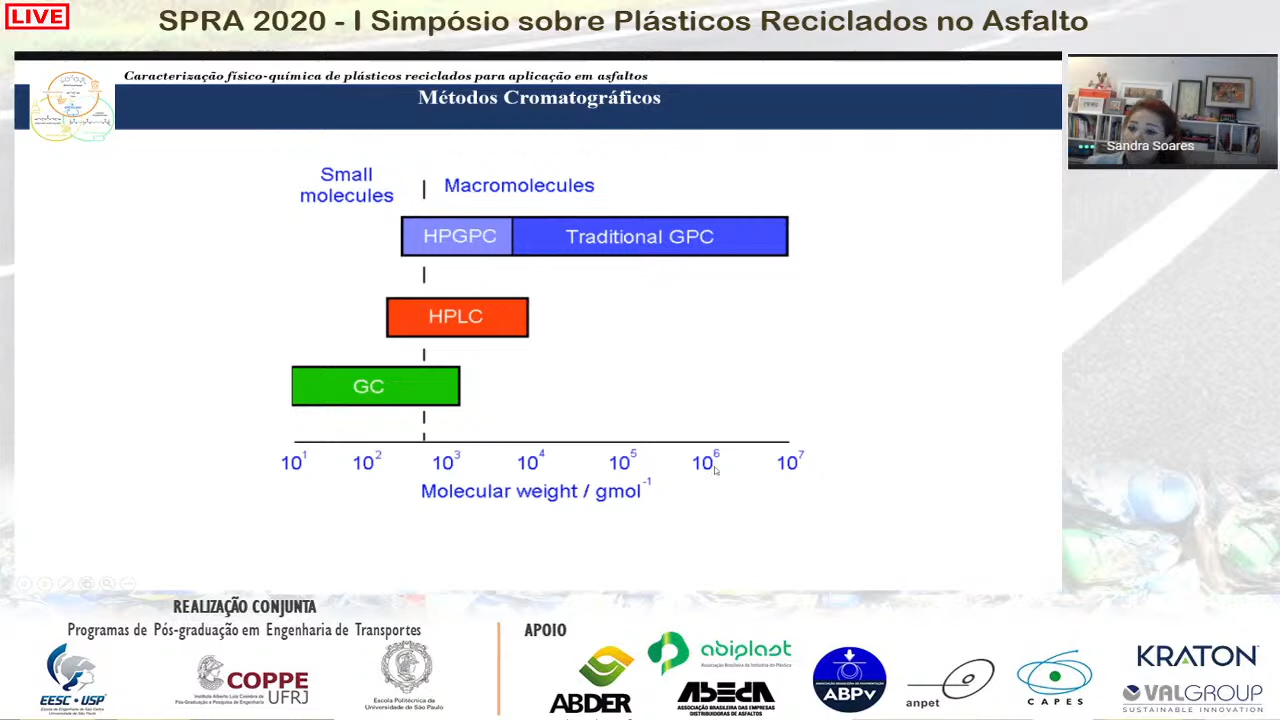 LIVE
SPRA 2020 - I Simpósio sobre Plásticos Reciclados no Asfalto
Caracterização físico-química de plásticos reciclados para aplicação em asfaltos
Métodos Cromatográficos
Sandra Soares
Small
molecules
Macromolecules
HPGPC
Traditional GPC
HPLC
GC
10¹ 10² 10³ 10⁴ 10⁵ 10⁶ 10⁷
Molecular weight / gmol⁻¹
REALIZAÇÃO CONJUNTA
Programas de Pós-graduação em Engenharia de Transportes
EESC • USP
Escola de Engenharia de São Carlos
Universidade de São Paulo
COPPE
UFRJ
Instituto Alberto Luiz Coimbra de
Pós-Graduação e Pesquisa de Engenharia
Escola Politécnica da
Universidade de São Paulo
APOIO
ABDER
abiplast
Associação Brasileira da Indústria do Plástico
ABEDA
ASSOCIAÇÃO BRASILEIRA DAS EMPRESAS
DISTRIBUIDORAS DE ASFALTOS
ASSOCIAÇÃO BRASILEIRA DE PAVIMENTAÇÃO
ABPv
anpet
CAPES
KRATON
VALGROUP
SUSTAINABLE INNOVATION